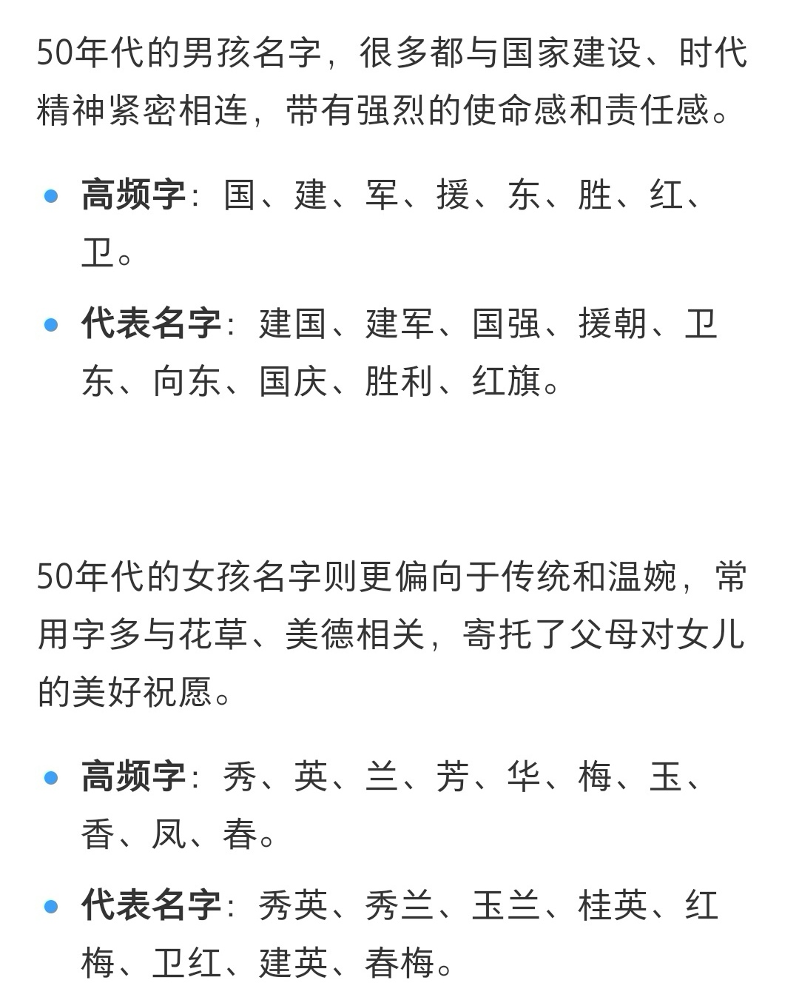 50年代的男孩名字，很多都与国家建设、时代
精神紧密相连，带有强烈的使命感和责任感。
高频字：国、建、军、援、东、胜、红、
卫。
代表名字：建国、建军、国强、援朝、卫
东、向东、国庆、胜利、红旗。
50年代的女孩名字则更偏向于传统和温婉，常
用字多与花草、美德相关，寄托了父母对女儿
的美好祝愿。
高频字：秀、英、兰、芳、华、梅、玉、
香、凤、春。
代表名字：秀英、秀兰、玉兰、桂英、红
梅、卫红、建英、春梅。